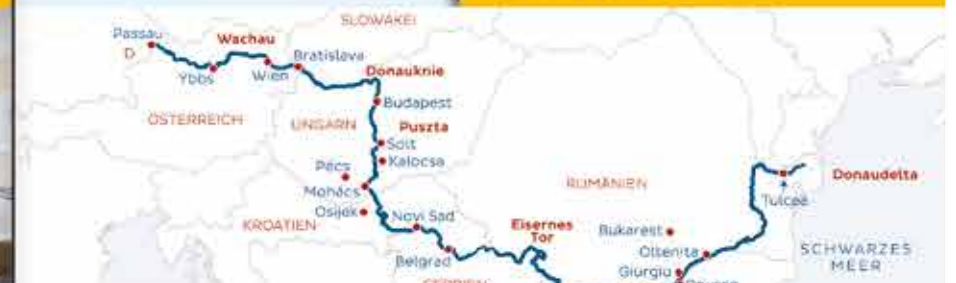 SLOWAKEI
Passau
D
Wachau
Ybbs
Wien
Bratislava
Donauknie
Budapest
ÖSTERREICH
UNGARN
Puszta
Solt
Kalocsa
Pécs
Mohács
Osijek
KROATIEN
Novi Sad
Belgrad
Eisernes
Tor
RUMÄNIEN
Bukarest
Oltenita
Giurgiu
Tulcea
Donaudelta
SCHWARZES
MEER